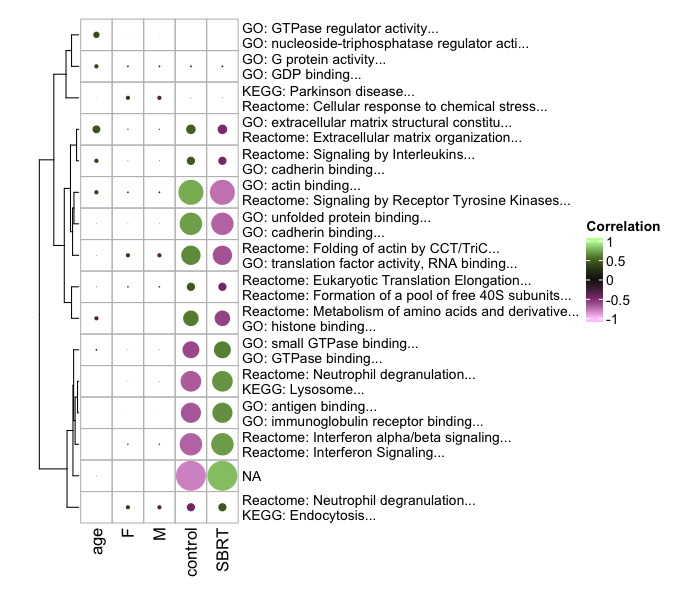 GO: GTPase regulator activity...
GO: nucleoside-triphosphatase regulator acti...
GO: G protein activity...
GO: GDP binding...
KEGG: Parkinson disease...
Reactome: Cellular response to chemical stress...
GO: extracellular matrix structural constitu...
Reactome: Extracellular matrix organization...
Reactome: Signaling by Interleukins...
GO: cadherin binding...
GO: actin binding...
Reactome: Signaling by Receptor Tyrosine Kinases...
GO: unfolded protein binding...
GO: cadherin binding...
Reactome: Folding of actin by CCT/TriC...
GO: translation factor activity, RNA binding...
Reactome: Eukaryotic Translation Elongation...
Reactome: Formation of a pool of free 40S subunits...
Reactome: Metabolism of amino acids and derivative...
GO: histone binding...
GO: small GTPase binding...
GO: GTPase binding...
Reactome: Neutrophil degranulation...
KEGG: Lysosome...
GO: antigen binding...
GO: immunoglobulin receptor binding...
Reactome: Interferon alpha/beta signaling...
Reactome: Interferon Signaling...
NA
Reactome: Neutrophil degranulation...
KEGG: Endocytosis...
age
F
M
control
SBRT
Correlation
1
0.5
0
-0.5
-1